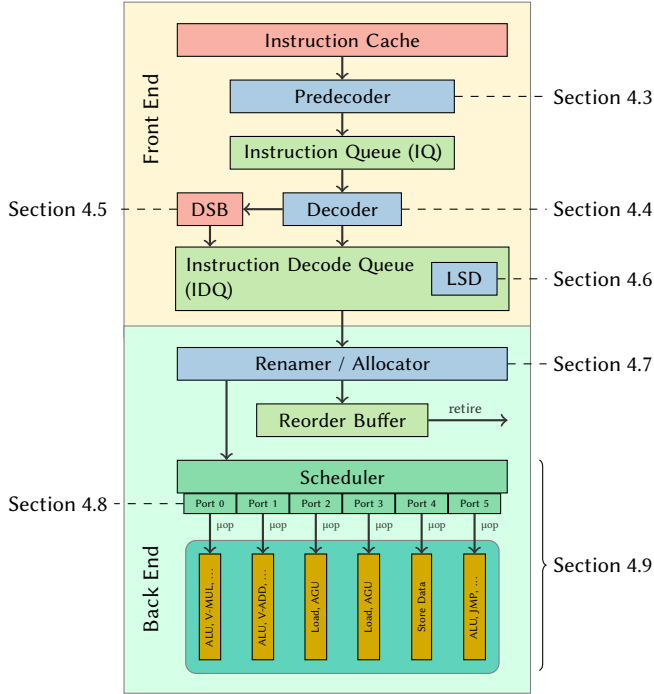 Front End
Instruction Cache
Predecoder
Section 4.3
Instruction Queue (IQ)
Section 4.5
DSB
Decoder
Section 4.4
Instruction Decode Queue
(IDQ)
LSD
Section 4.6
Back End
Renamer / Allocator
Section 4.7
Reorder Buffer
retire
Scheduler
Section 4.8
Port 0
Port 1
Port 2
Port 3
Port 4
Port 5
μop
μop
μop
μop
μop
μop
ALU, V-MUL, …
ALU, V-ADD, …
Load, AGU
Load, AGU
Store Data
ALU, JMP, …
Section 4.9